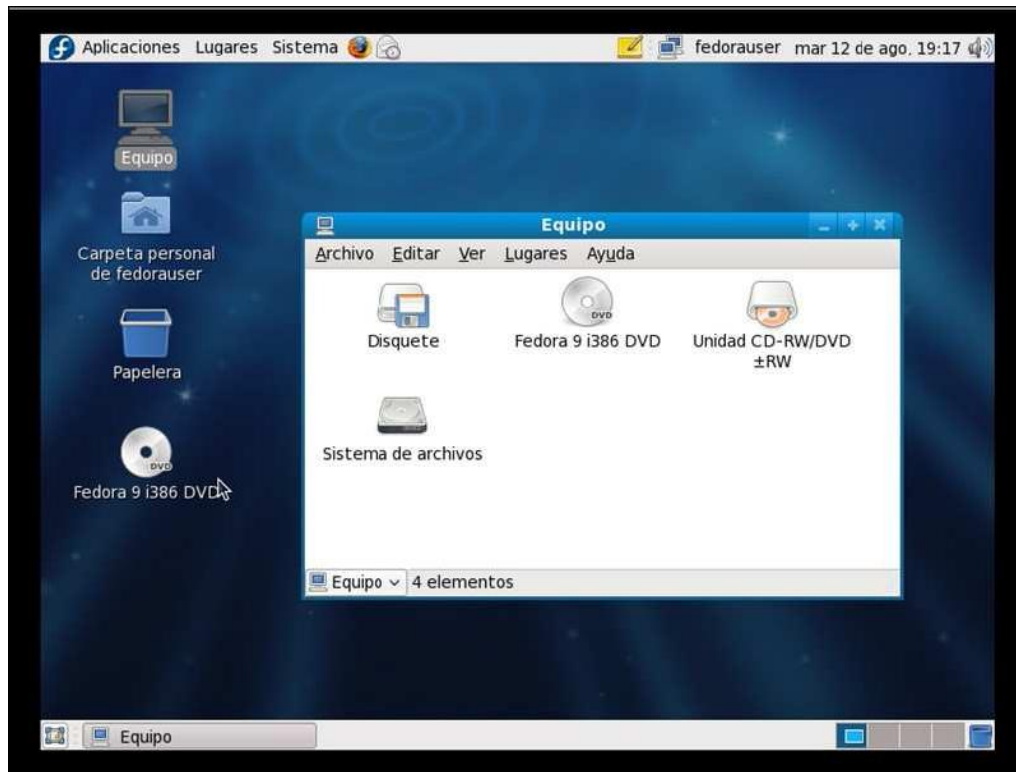 Aplicaciones Lugares Sistema fedorauser mar 12 de ago, 19:17
Equipo
Carpeta personal
de fedorauser
Papelera
DVD
Fedora 9 i386 DVD
Equipo
Archivo Editar Ver Lugares Ayuda
DVD
Disquete Fedora 9 i386 DVD Unidad CD-RW/DVD
±RW
Sistema de archivos
Equipo 4 elementos
Equipo